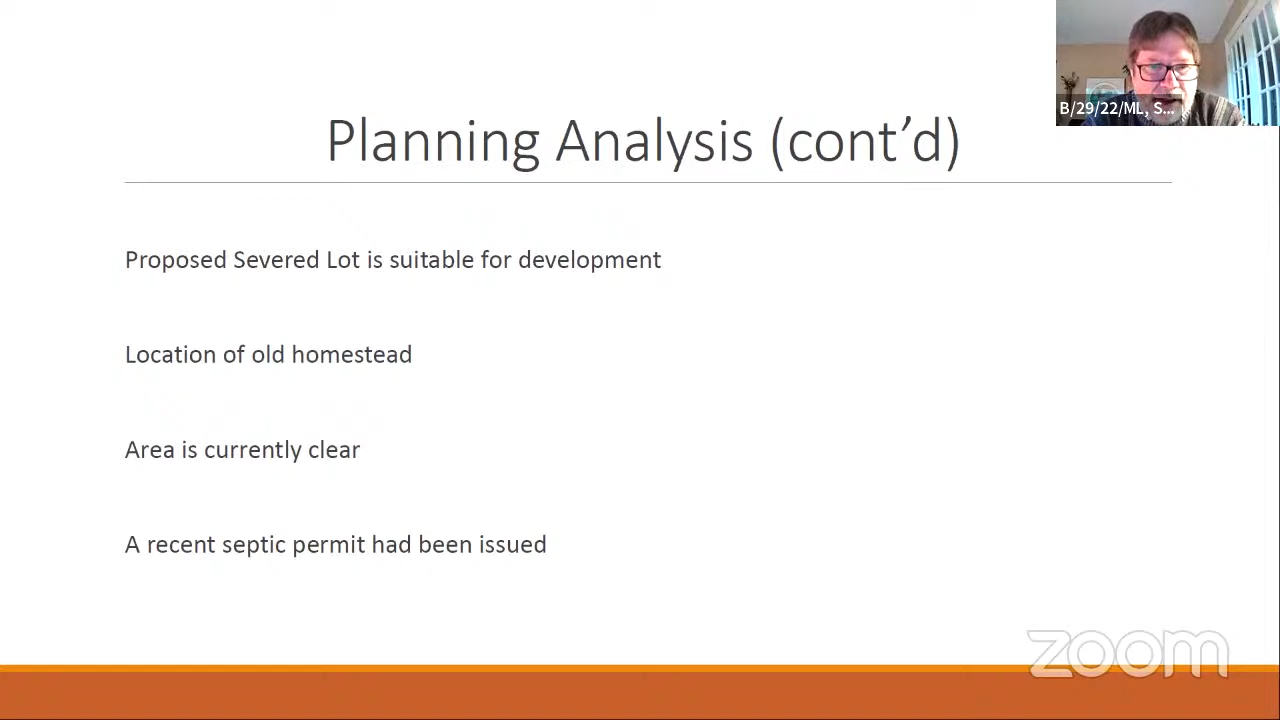 B/29/22/ML, S...
Planning Analysis (cont’d)
Proposed Severed Lot is suitable for development
Location of old homestead
Area is currently clear
A recent septic permit had been issued
zoom